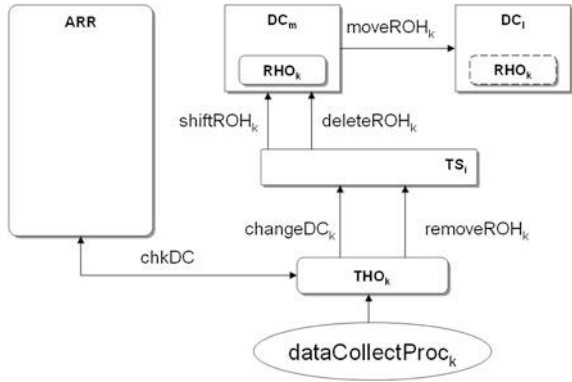 ARR
DCₘ
DCₗ
moveROHₖ
RHOₖ
RHOₖ
shiftROHₖ
deleteROHₖ
TSᵢ
changeDCₖ
removeROHₖ
chkDC
THOₖ
dataCollectProcₖ